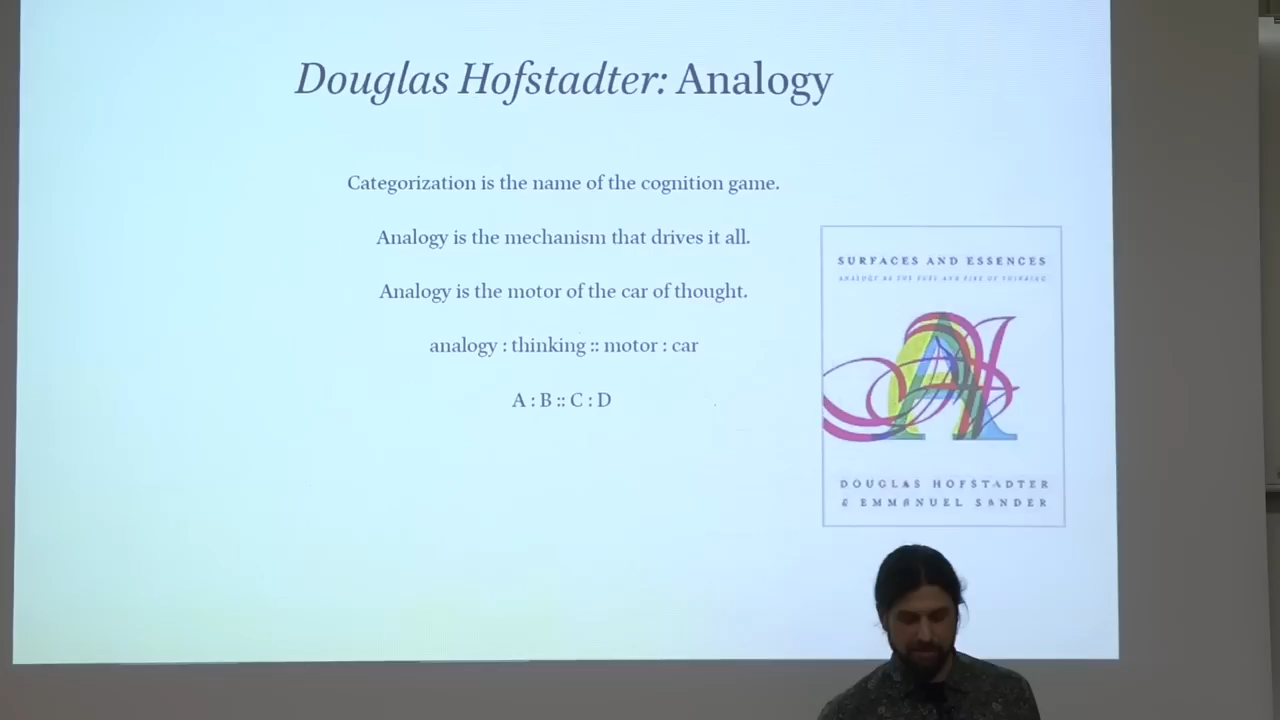 Douglas Hofstadter: Analogy
Categorization is the name of the cognition game.
Analogy is the mechanism that drives it all.
Analogy is the motor of the car of thought.
analogy : thinking :: motor : car
A : B :: C : D
SURFACES AND ESSENCES
ANALOGY AS THE FUEL AND FIRE OF THINKING
A
DOUGLAS HOFSTADTER
& EMMANUEL SANDER